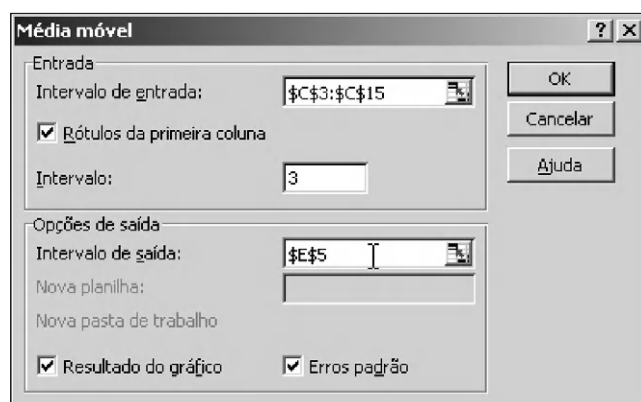 Média móvel
Entrada
Intervalo de entrada: $C$3:$C$15
Rótulos da primeira coluna
Intervalo: 3
OK
Cancelar
Ajuda
Opções de saída
Intervalo de saída: $E$5
Nova planilha:
Nova pasta de trabalho
Resultado do gráfico Erros padrão